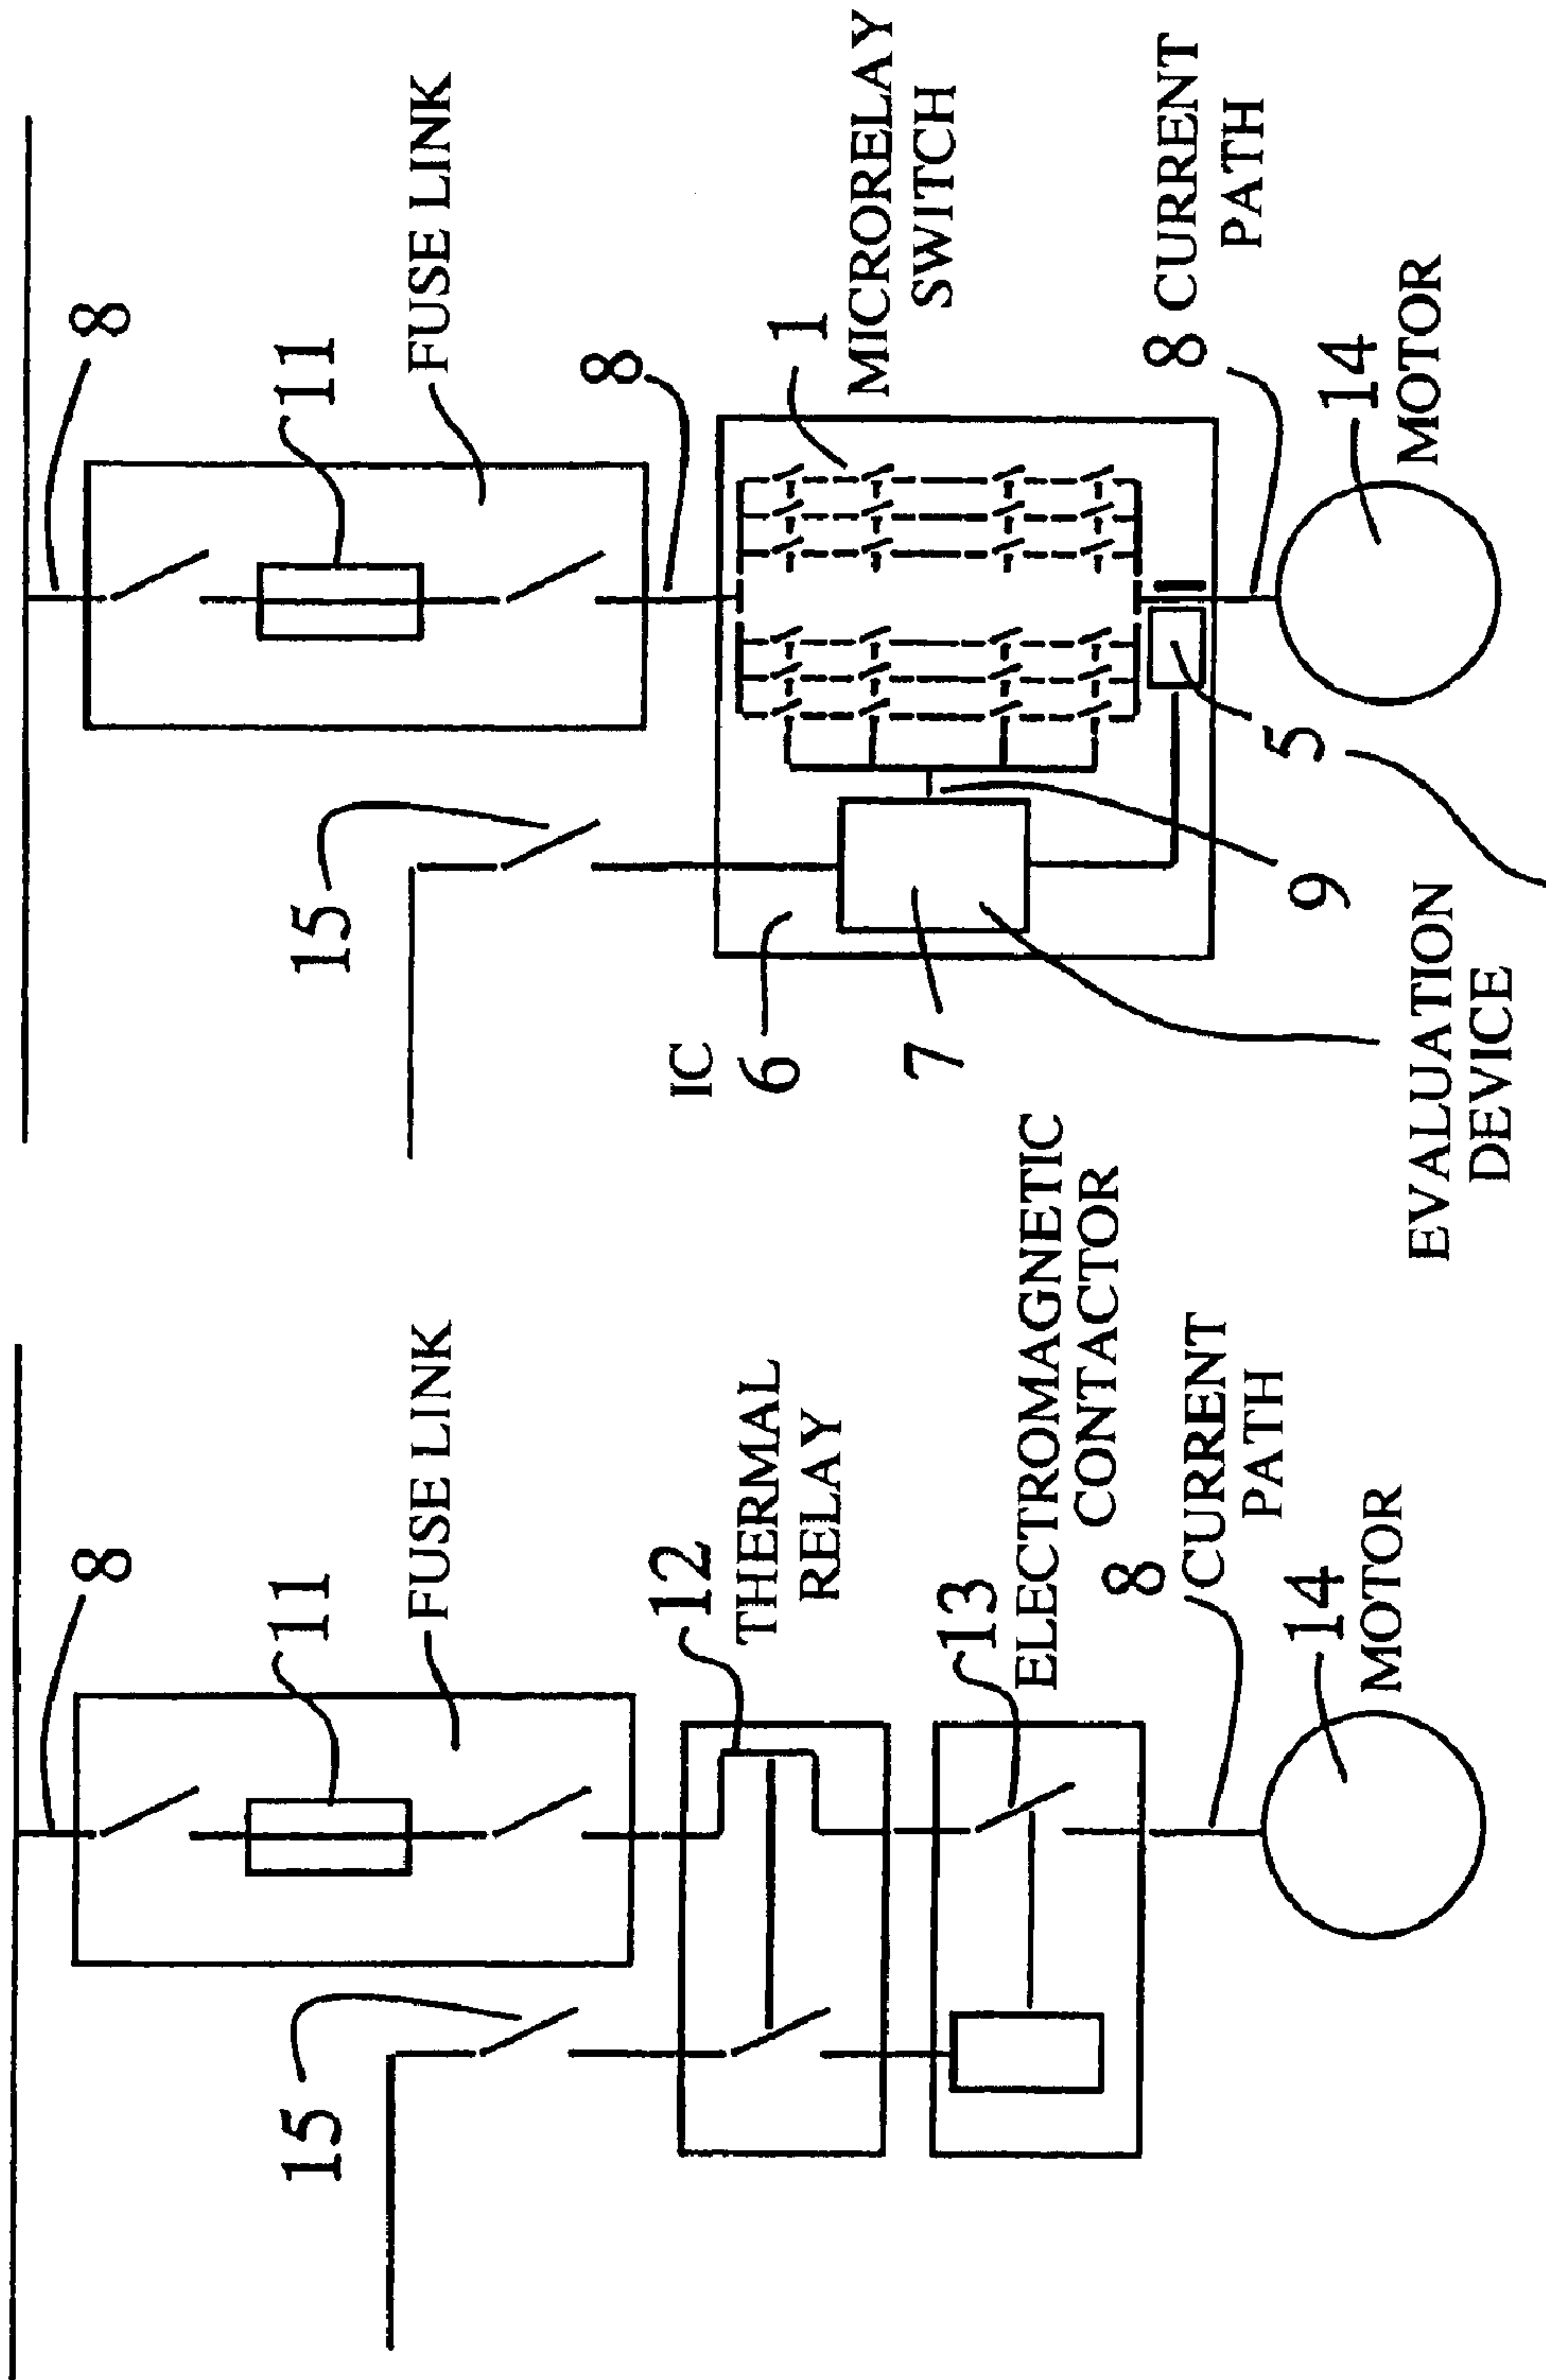 8
11
FUSE LINK
15
12
THERMAL
RELAY
13
ELECTROMAGNETIC
CONTACTOR
8 CURRENT
PATH
14
MOTOR
8
11
FUSE LINK
15
8
1
MICRORELAY
SWITCH
IC
6
7
9
5
8 CURRENT
PATH
14
MOTOR
EVALUATION
DEVICE